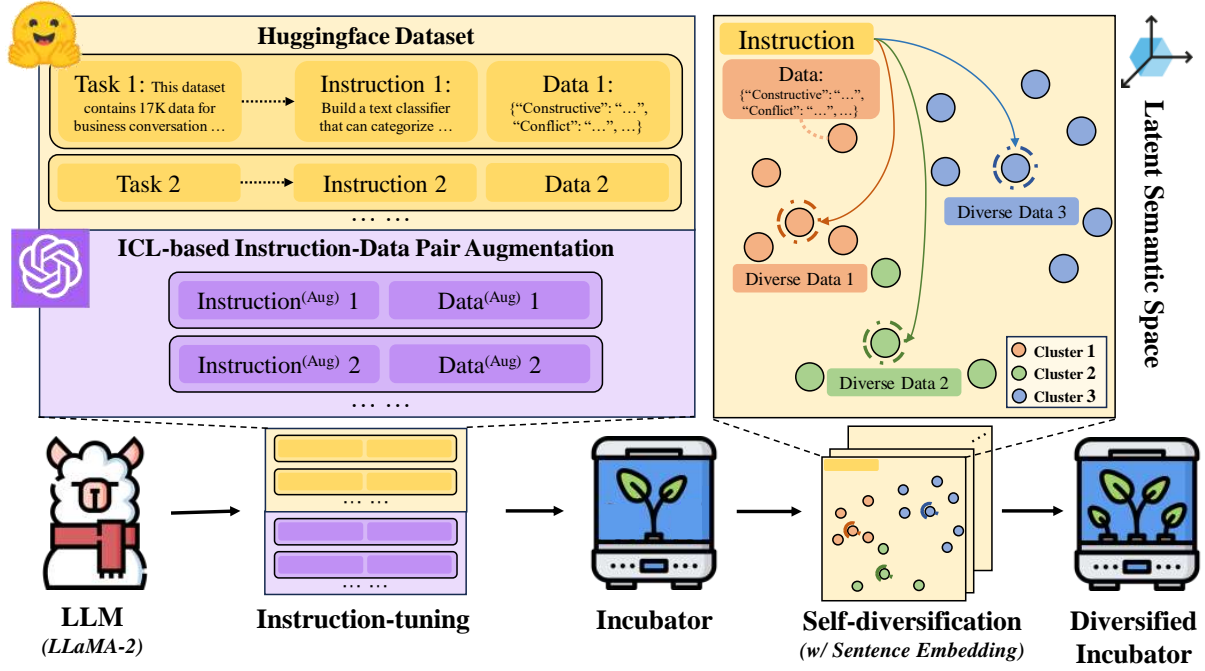 Huggingface Dataset
Task 1: This dataset
contains 17K data for
business conversation …
Instruction 1:
Build a text classifier
that can categorize …
Data 1:
{“Constructive”: “…”,
“Conflict”: “…”, …}
Task 2
Instruction 2
Data 2
… …
ICL-based Instruction-Data Pair Augmentation
Instruction(Aug) 1
Data(Aug) 1
Instruction(Aug) 2
Data(Aug) 2
… …
Instruction
Data:
{“Constructive”: “…”,
“Conflict”: “…”, …}
Diverse Data 3
Diverse Data 1
Diverse Data 2
Cluster 1
Cluster 2
Cluster 3
Latent Semantic Space
… …
… …
…
LLM
(LLaMA-2)
Instruction-tuning
Incubator
Self-diversification
(w/ Sentence Embedding)
Diversified
Incubator